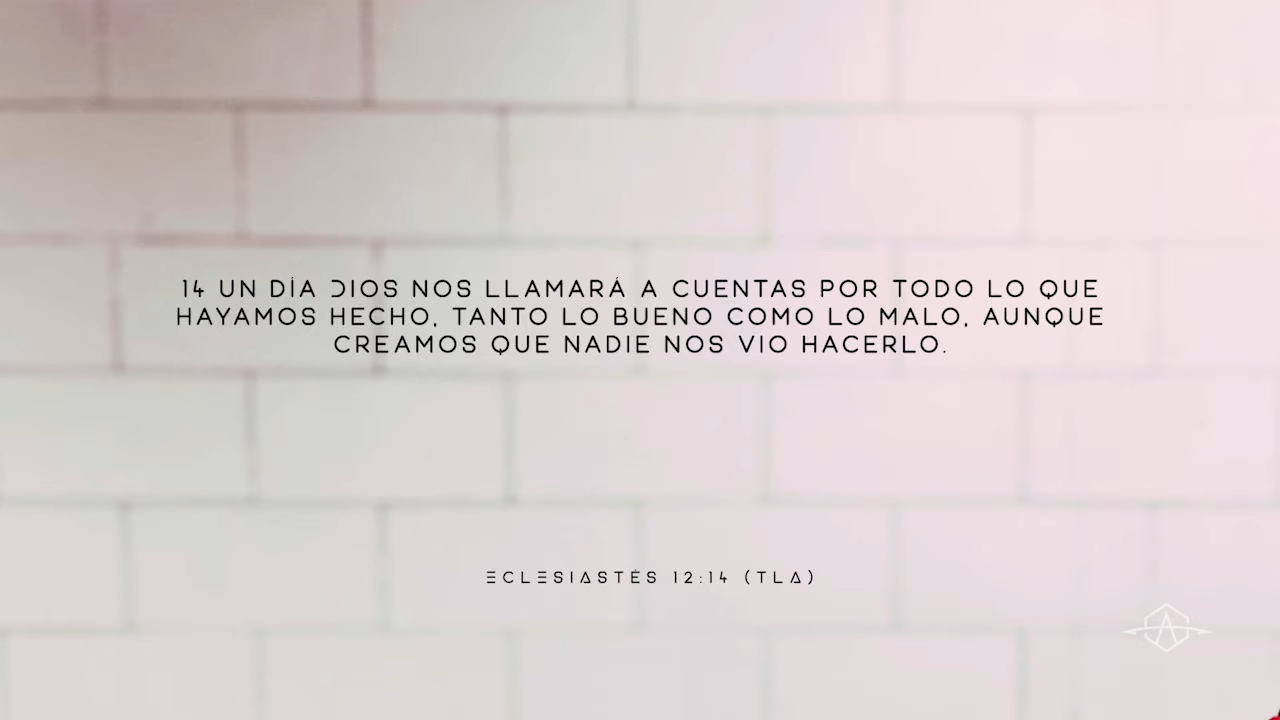 14 UN DÍA DIOS NOS LLAMARÁ A CUENTAS POR TODO LO QUE
HAYAMOS HECHO, TANTO LO BUENO COMO LO MALO, AUNQUE
CREAMOS QUE NADIE NOS VIO HACERLO.
ECLESIASTÉS 12:14 (TLA)